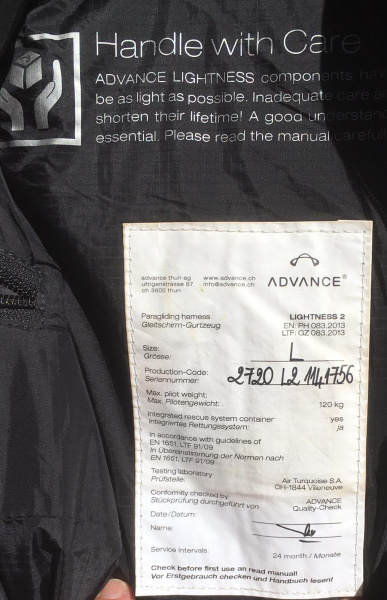 Handle with Care
ADVANCE LIGHTNESS components
be as light as possible. Inadequate care
shorten their lifetime! A good
essential. Please read the manual
advance thun ag www.advance.ch
uttigenstrasse 87 info@advance.ch
ch 3600 thun
ADVANCE®
Paragliding harness LIGHTNESS 2
Gleitschirm-Gurtzeug EN: PH 083.2013
LTF: GZ 083.2013
Size: L
Grösse:
Production-Code: 2720 L2 1141756
Seriennummer:
Max. pilot weight:
Max. Pilotengewicht: 120 kg
Integrated rescue system container yes
Integriertes Rettungssystem: ja
In accordance with guidelines of
EN 1651, LTF 91/09
In Übereinstimmung der Normen nach
EN 1651, LTF 91/09
Testing laboratory Air Turquoise S.A.
Prüfstelle: CH-1844 Villeneuve
Conformity checked by ADVANCE
Stückprüfung durchgeführt von: Quality-Check
Date/Datum:
Name:
Service intervals 24 month / Monate
Check before first use an read manual!
Vor Erstgebrauch checken und Handbuch lesen!